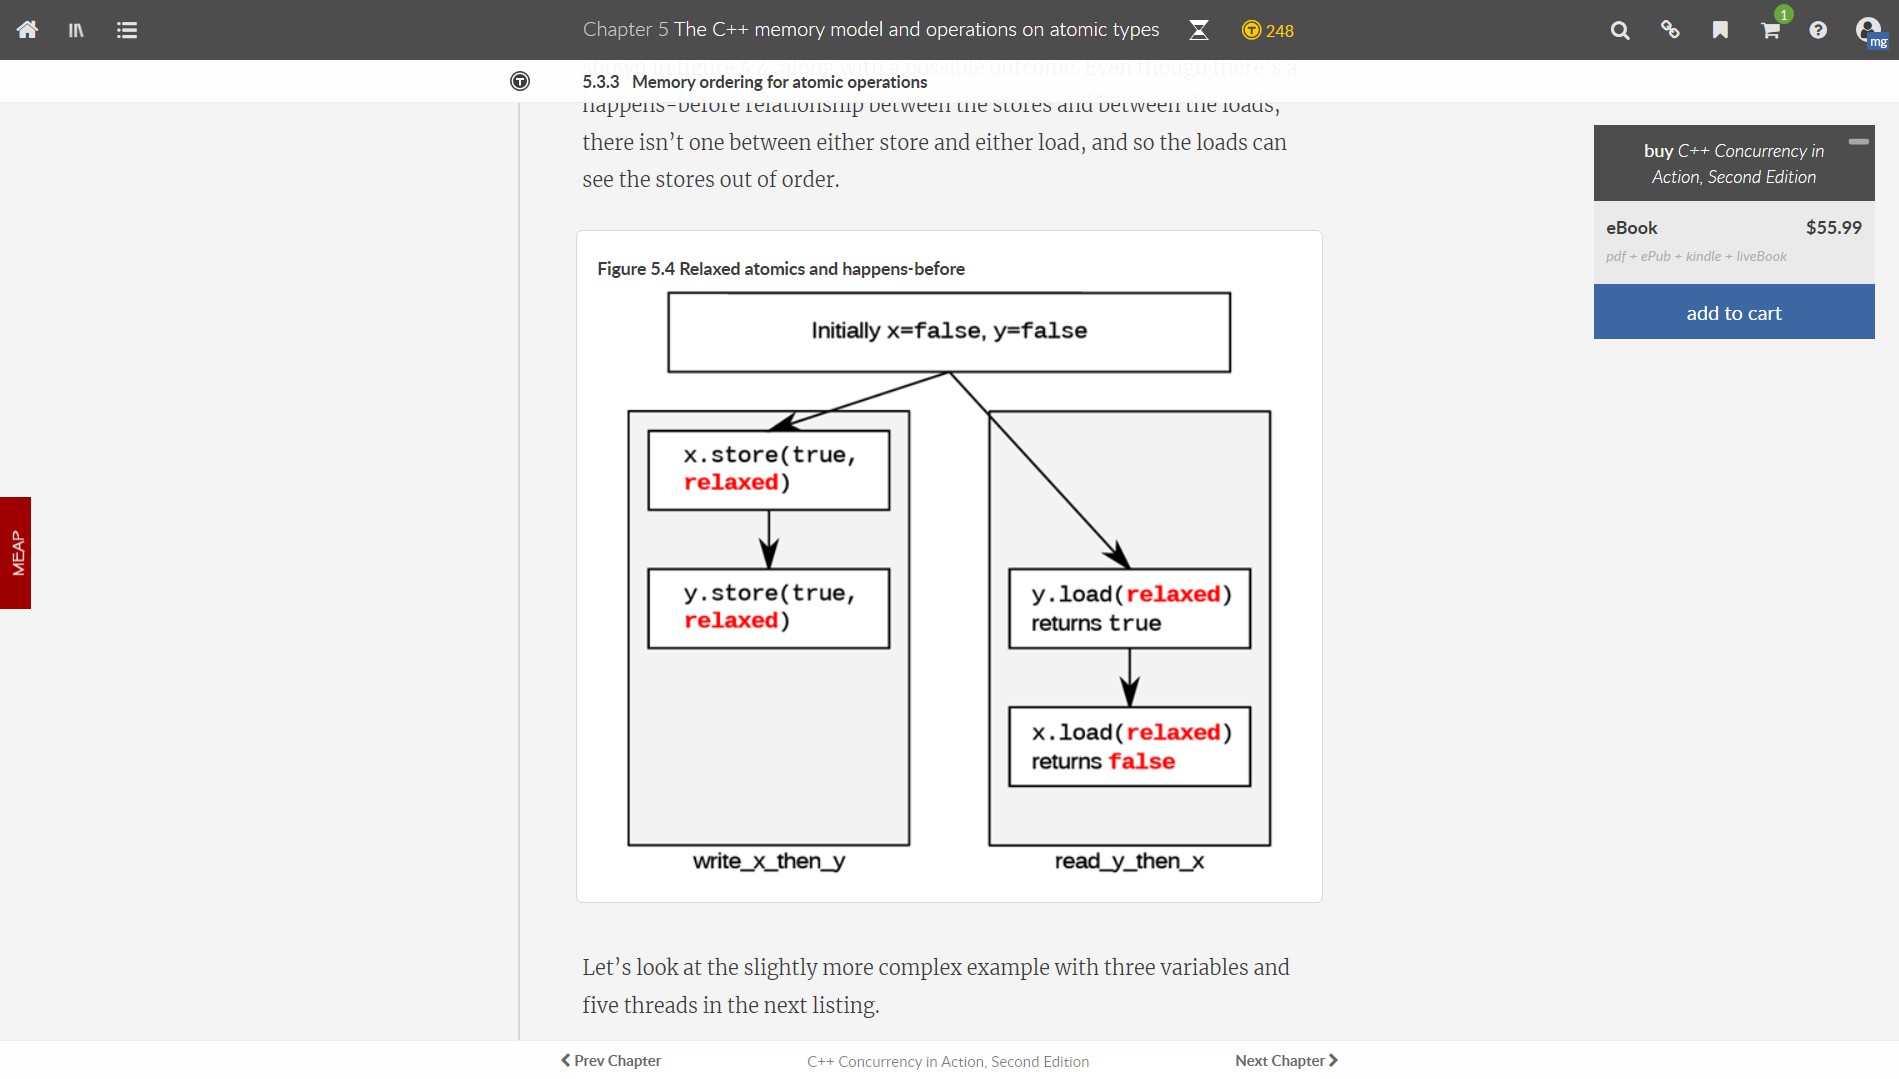 Chapter 5 The C++ memory model and operations on atomic types
248
1
mg
shown in figure 5.7, along with a possible outcome. Even though there's a
5.3.3 Memory ordering for atomic operations
happens-before relationship between the stores and between the loads,
there isn’t one between either store and either load, and so the loads can
see the stores out of order.
buy C++ Concurrency in
Action, Second Edition
eBook $55.99
pdf + ePub + kindle + liveBook
add to cart
MEAP
Figure 5.4 Relaxed atomics and happens-before
Initially x=false, y=false
x.store(true,
relaxed)
y.store(true,
relaxed)
write_x_then_y
y.load(relaxed)
returns true
x.load(relaxed)
returns false
read_y_then_x
Let’s look at the slightly more complex example with three variables and
five threads in the next listing.
Prev Chapter
C++ Concurrency in Action, Second Edition
Next Chapter